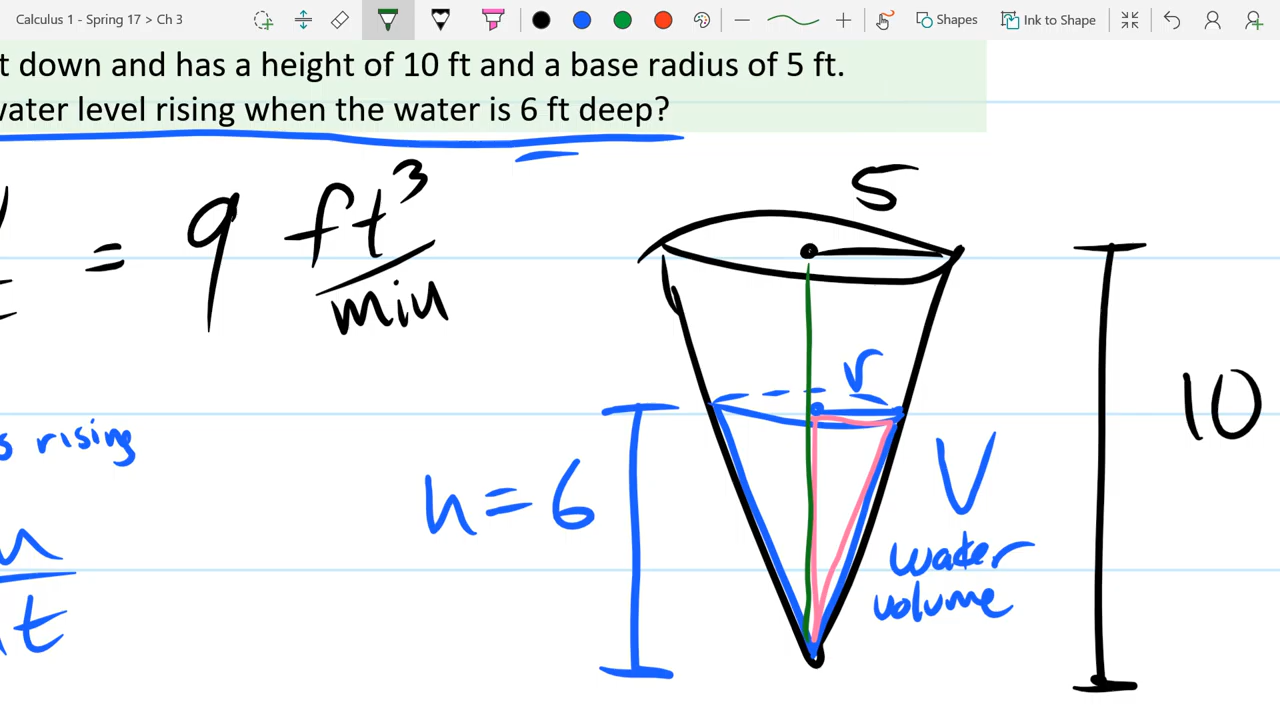 Calculus 1 - Spring 17 > Ch 3
Shapes
Ink to Shape
t down and has a height of 10 ft and a base radius of 5 ft.
water level rising when the water is 6 ft deep?
= 9 ft³/min
5
r
10
s rising
h = 6
V
water
volume
t